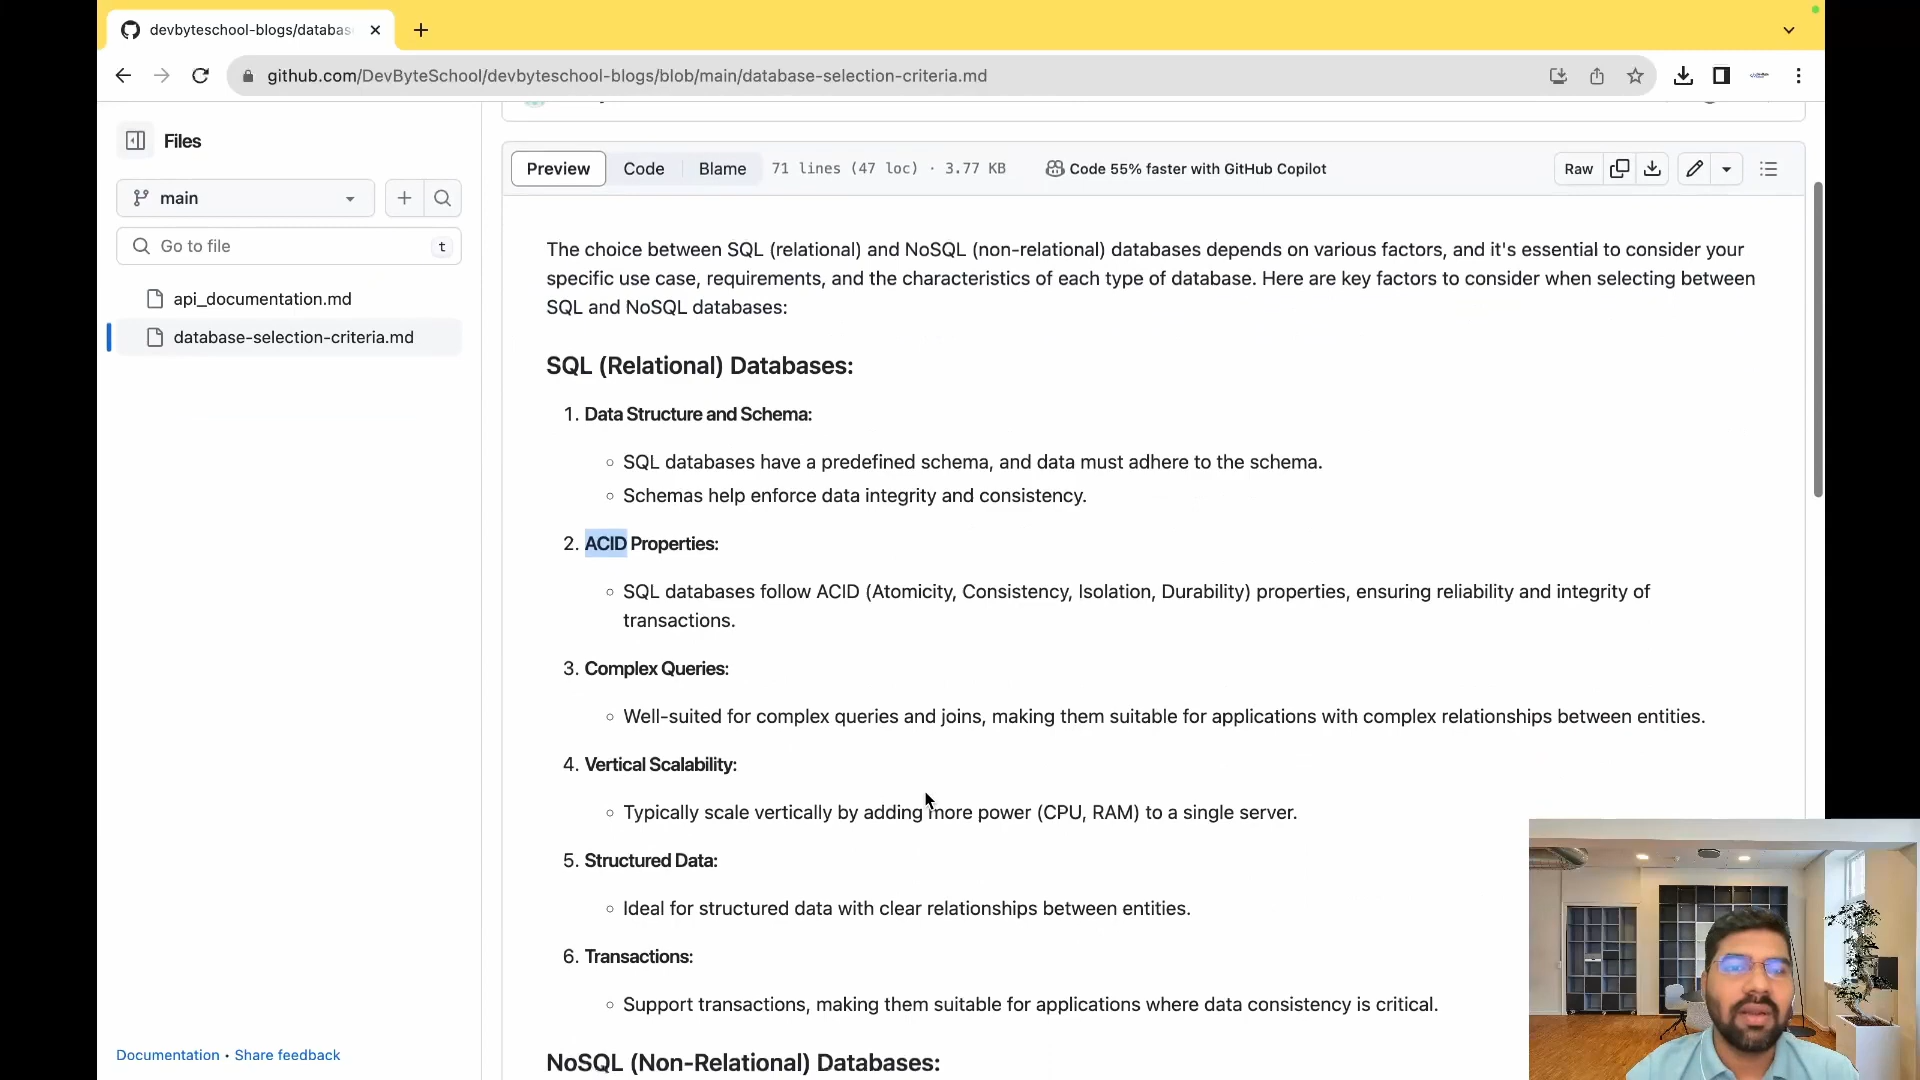 devbyteschool-blogs/databas
github.com/DevByteSchool/devbyteschool-blogs/blob/main/database-selection-criteria.md
Files
main
Go to file
t
api_documentation.md
database-selection-criteria.md
Documentation • Share feedback
Preview Code Blame 71 lines (47 loc) · 3.77 KB Code 55% faster with GitHub Copilot Raw
The choice between SQL (relational) and NoSQL (non-relational) databases depends on various factors, and it's essential to consider your
specific use case, requirements, and the characteristics of each type of database. Here are key factors to consider when selecting between
SQL and NoSQL databases:
SQL (Relational) Databases:
1. Data Structure and Schema:
◦ SQL databases have a predefined schema, and data must adhere to the schema.
◦ Schemas help enforce data integrity and consistency.
2. ACID Properties:
◦ SQL databases follow ACID (Atomicity, Consistency, Isolation, Durability) properties, ensuring reliability and integrity of
transactions.
3. Complex Queries:
◦ Well-suited for complex queries and joins, making them suitable for applications with complex relationships between entities.
4. Vertical Scalability:
◦ Typically scale vertically by adding more power (CPU, RAM) to a single server.
5. Structured Data:
◦ Ideal for structured data with clear relationships between entities.
6. Transactions:
◦ Support transactions, making them suitable for applications where data consistency is critical.
NoSQL (Non-Relational) Databases: